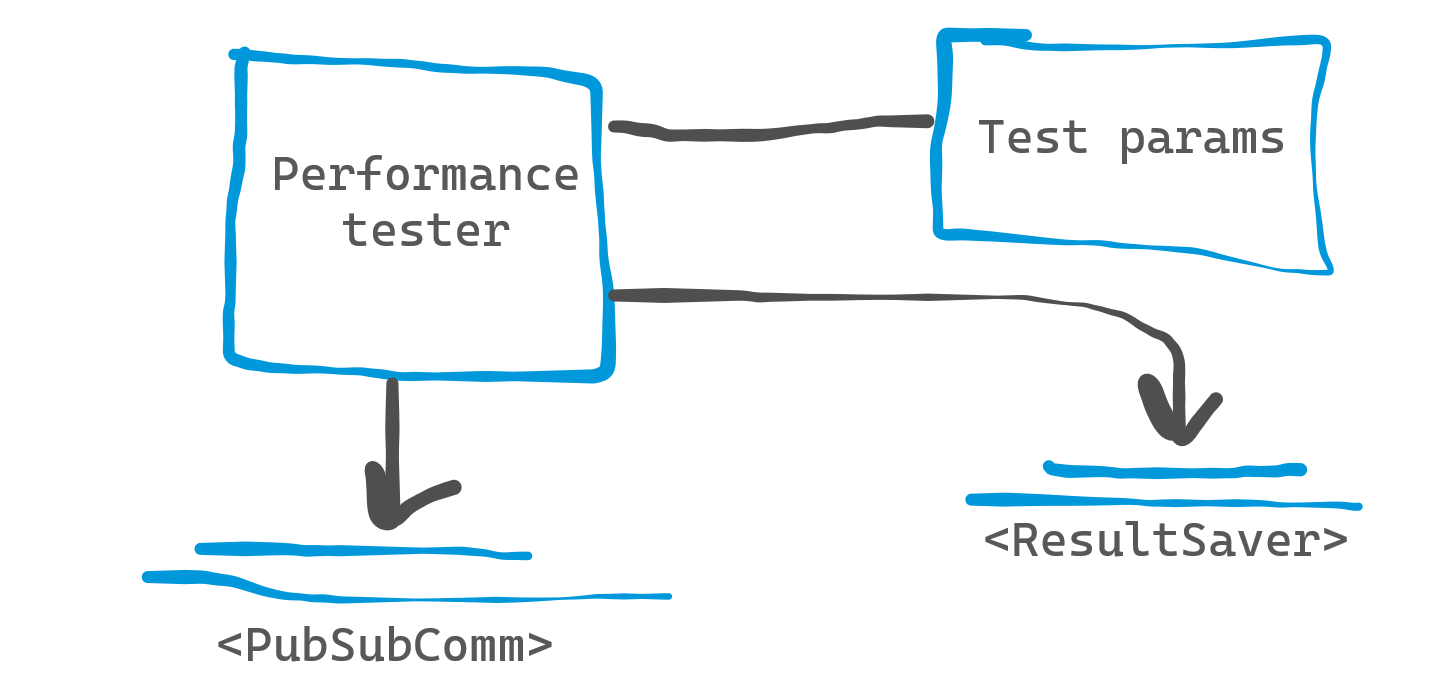 Performance
tester
Test params
<ResultSaver>
<PubSubComm>